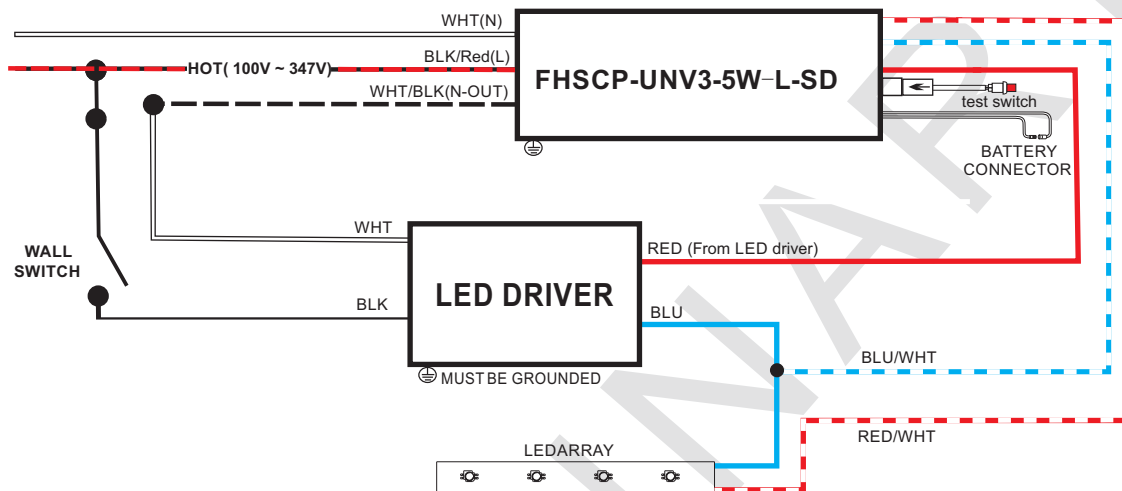 WHT(N)
BLK/Red(L)
HOT( 100V ~ 347V)
WHT/BLK(N-OUT)
FHSCP-UNV3-5W-L-SD
test switch
BATTERY
CONNECTOR
WHT
RED (From LED driver)
WALL
SWITCH
LED DRIVER
BLK
BLU
BLU/WHT
MUST BE GROUNDED
RED/WHT
LEDARRAY